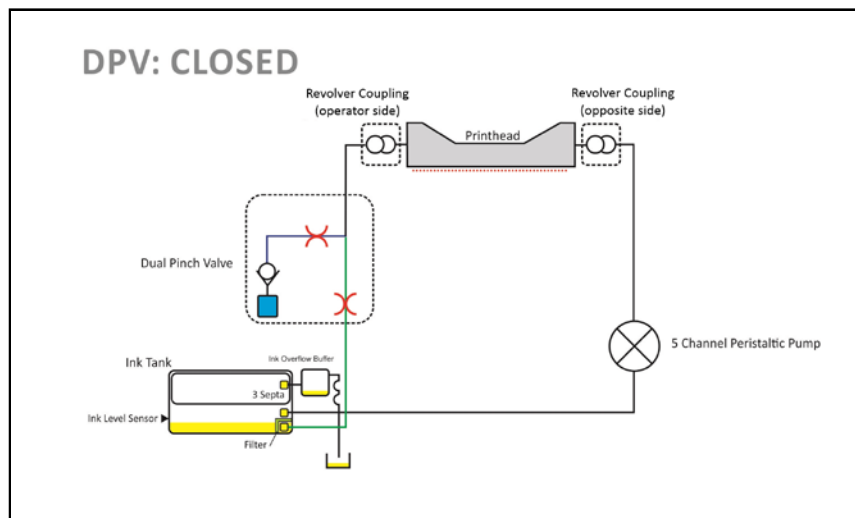 DPV: CLOSED
Revolver Coupling
(operator side)
Revolver Coupling
(opposite side)
Printhead
Dual Pinch Valve
5 Channel Peristaltic Pump
Ink Tank
Ink Overflow Buffer
3 Septa
Ink Level Sensor
Filter